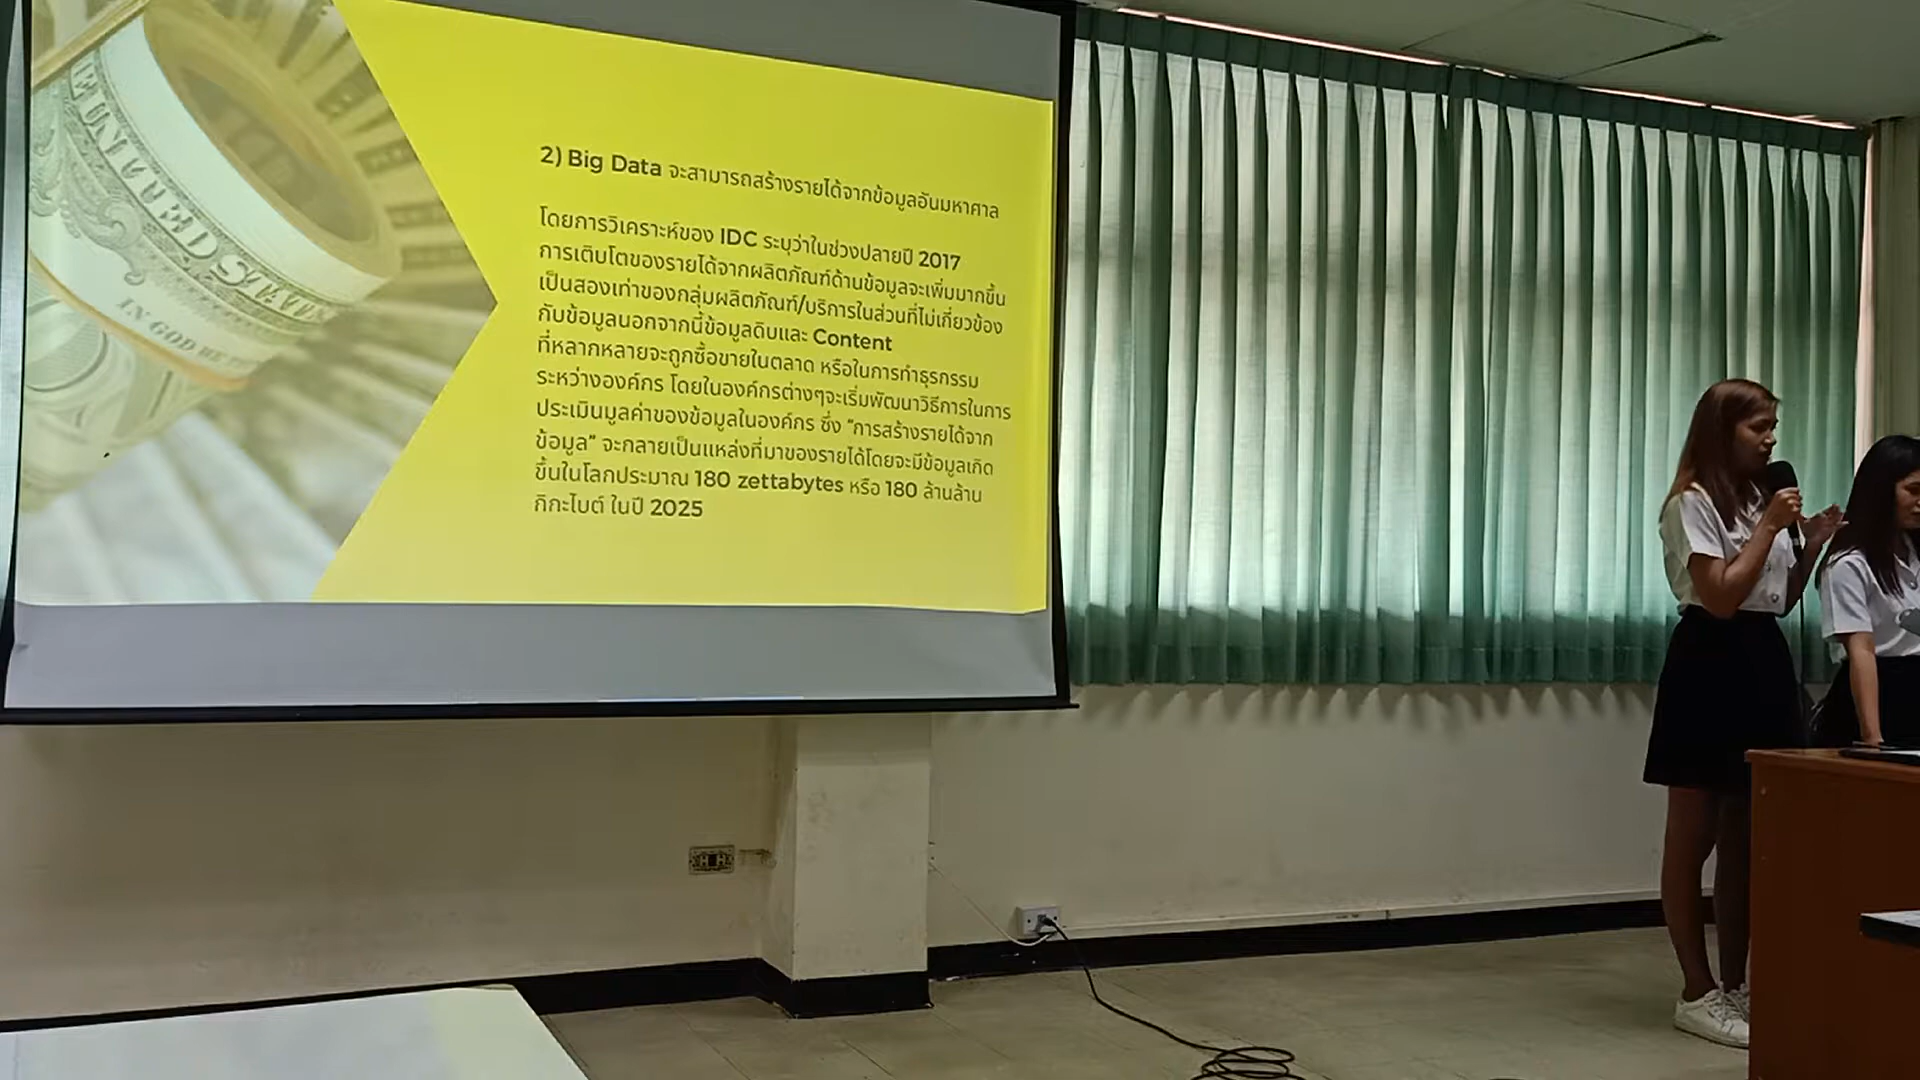 2) Big Data จะสามารถสร้างรายได้จากข้อมูลอันมหาศาล
โดยการวิเคราะห์ของ IDC ระบุว่าในช่วงปลายปี 2017
การเติบโตของรายได้จากผลิตภัณฑ์ด้านข้อมูลจะเพิ่มมากขึ้น
เป็นสองเท่าของกลุ่มผลิตภัณฑ์/บริการในส่วนที่ไม่เกี่ยวข้อง
กับข้อมูลนอกจากนี้ข้อมูลดิบและ Content
ที่หลากหลายจะถูกซื้อขายในตลาด หรือในการทำธุรกรรม
ระหว่างองค์กร โดยในองค์กรต่างๆจะเริ่มพัฒนาวิธีการในการ
ประเมินมูลค่าของข้อมูลในองค์กร ซึ่ง "การสร้างรายได้จาก
ข้อมูล" จะกลายเป็นแหล่งที่มาของรายได้โดยจะมีข้อมูลเกิด
ขึ้นในโลกประมาณ 180 zettabytes หรือ 180 ล้านล้าน
กิกะไบต์ ในปี 2025
UNITED STATES
IN GOD WE